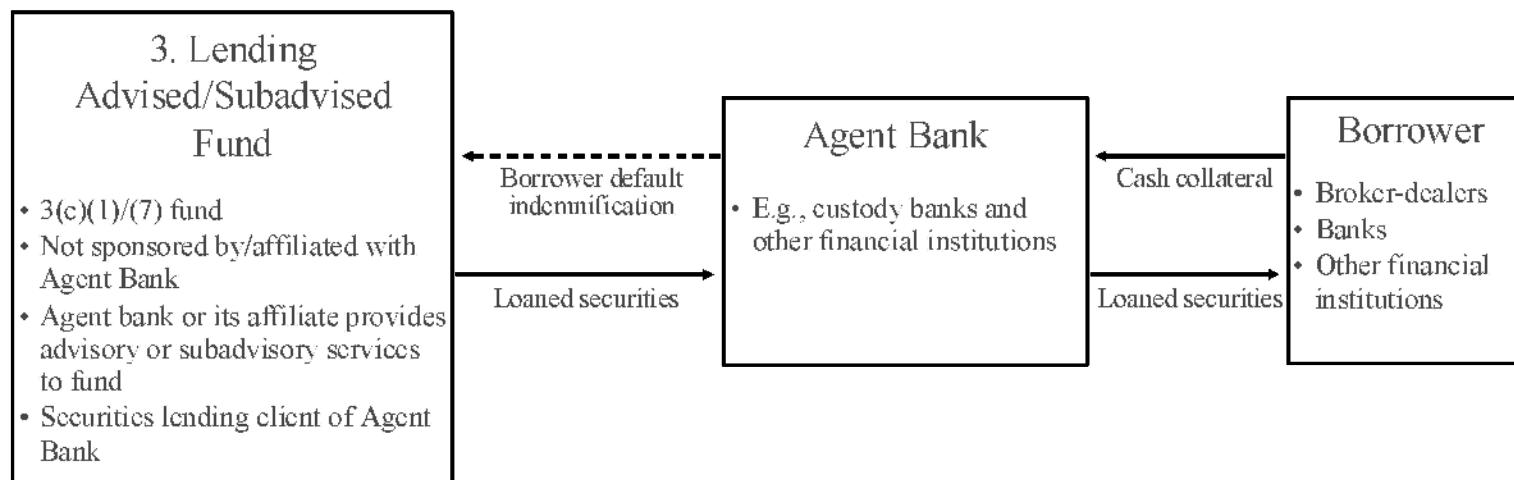 3. Lending
Advised/Subadvised
Fund
• 3(c)(1)/(7) fund
• Not sponsored by/affiliated with
Agent Bank
• Agent bank or its affiliate provides
advisory or subadvisory services
to fund
• Securities lending client of Agent
Bank
Borrower default
indemnification
Loaned securities
Agent Bank
• E.g., custody banks and
other financial institutions
Cash collateral
Loaned securities
Borrower
• Broker-dealers
• Banks
• Other financial
institutions